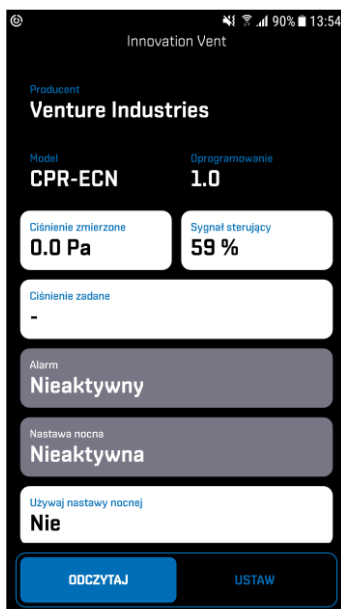 90% 13:54
Innovation Vent
Producent
Venture Industries
Model Oprogramowanie
CPR-ECN 1.0
Ciśnienie zmierzone Sygnał sterujący
0.0 Pa 59 %
Ciśnienie zadane
-
Alarm
Nieaktywny
Nastawa nocna
Nieaktywna
Używaj nastawy nocnej
Nie
ODCZYTAJ USTAW